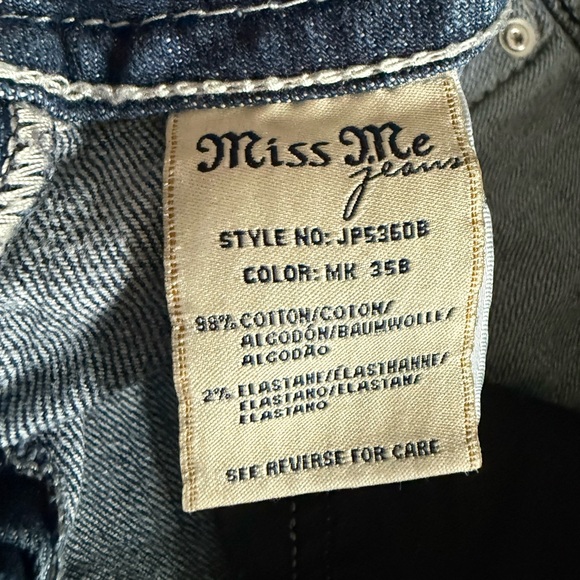 Miss Me
jeans
STYLE NO: JP5360B
COLOR: MK 358
98% COTTON/COTON/
ALGODÓN/BAUMWOLLE/
ALGODÃO
2% ELASTANE/ÉLASTHANNE/
ELASTANO/ELASTAN/
ELASTANO
SEE REVERSE FOR CARE